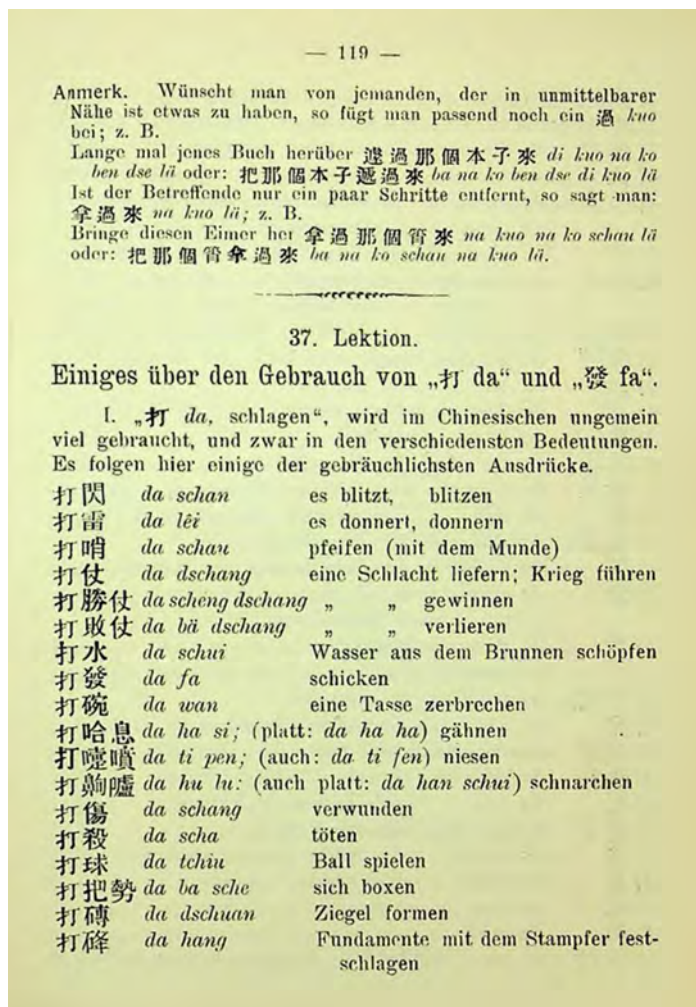 — 119 —
Anmerk. Wünscht man von jemanden, der in unmittelbarer
Nähe ist etwas zu haben, so fügt man passend noch ein 過 kuo
bei; z. B.
Lange mal jenes Buch herüber 遞過那個本子來 di kuo na ko
ben dse lä oder: 把那個本子遞過來 ba na ko ben dse di kuo lä
Ist der Betreffende nur ein paar Schritte entfernt, so sagt man:
拿過來 na kuo lä; z. B.
Bringe diesen Eimer her 拿過那個筲來 na kuo na ko schau lä
oder: 把那個筲拿過來 ba na ko schau na kuo lä.
37. Lektion.
Einiges über den Gebrauch von „打 da“ und „發 fa“.
I. „打 da, schlagen“, wird im Chinesischen ungemein
viel gebraucht, und zwar in den verschiedensten Bedeutungen.
Es folgen hier einige der gebräuchlichsten Ausdrücke.
打閃 da schan es blitzt, blitzen
打雷 da lêi es donnert, donnern
打哨 da schau pfeifen (mit dem Munde)
打仗 da dschang eine Schlacht liefern; Krieg führen
打勝仗 da scheng dschang „ „ gewinnen
打敗仗 da bä dschang „ „ verlieren
打水 da schui Wasser aus dem Brunnen schöpfen
打發 da fa schicken
打碗 da wan eine Tasse zerbrechen
打哈息 da ha si; (platt: da ha ha) gähnen
打嚏噴 da ti pen; (auch: da ti fen) niesen
打 da hu lu: (auch platt: da han schui) schnarchen
打傷 da schang verwunden
打殺 da scha töten
打球 da tchiu Ball spielen
打把勢 da ba sche sich boxen
打磚 da dschuan Ziegel formen
打 da hang Fundamente mit dem Stampfer fest-
schlagen